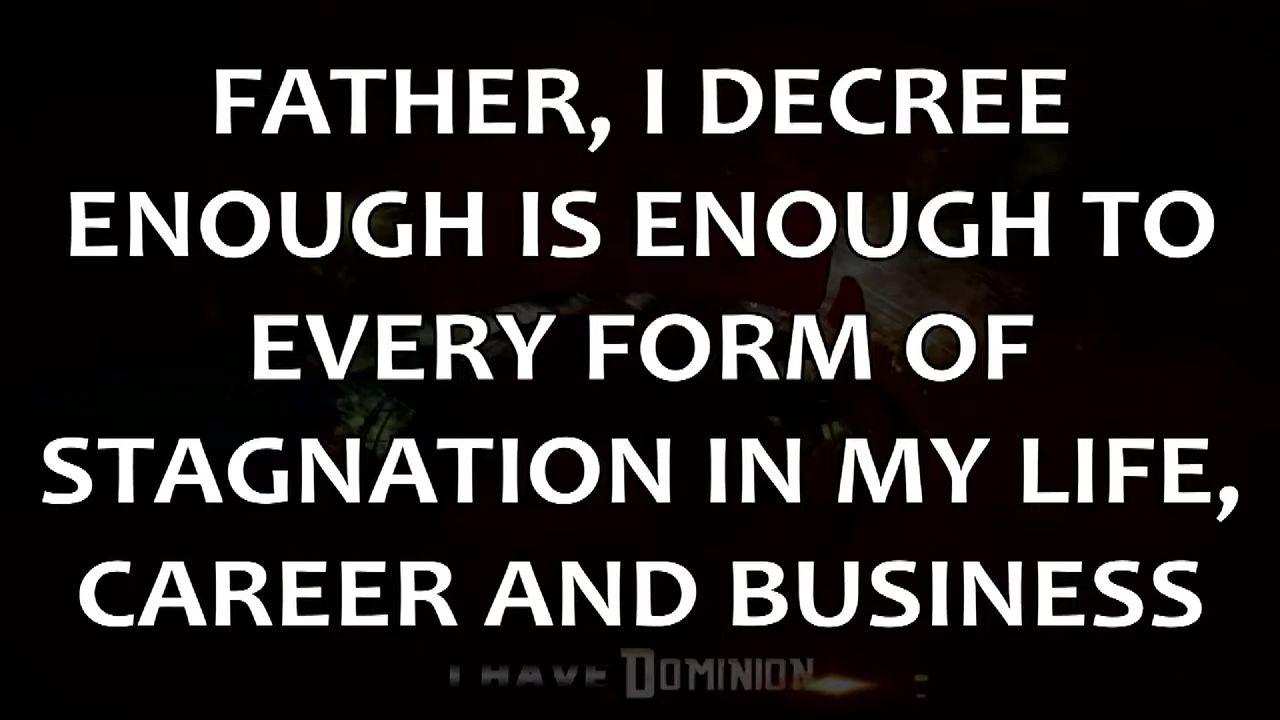 FATHER, I DECREE
ENOUGH IS ENOUGH TO
EVERY FORM OF
STAGNATION IN MY LIFE,
CAREER AND BUSINESS
I HAVE DOMINION